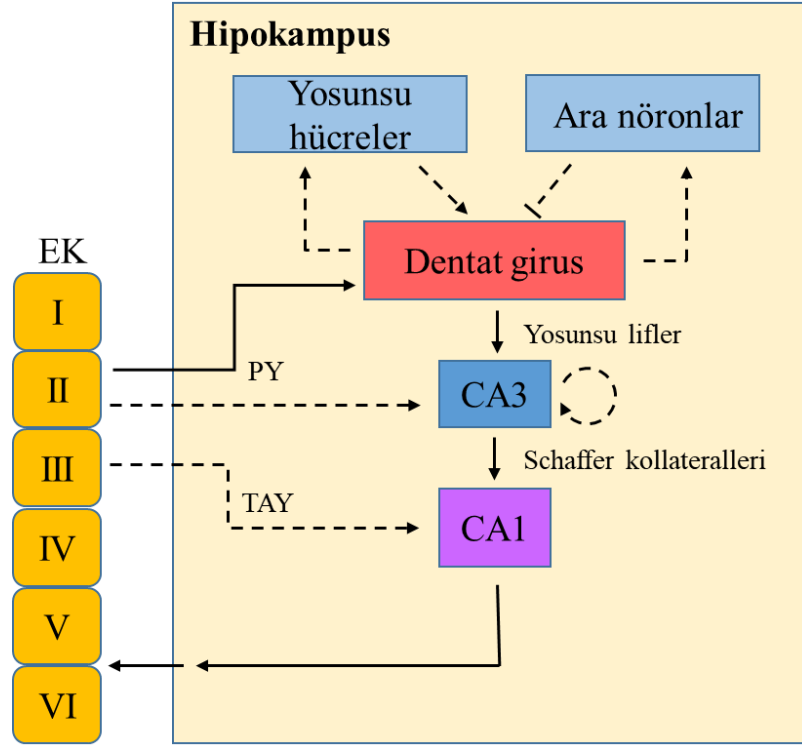 Hipokampus
Yosunsu
hücreler
Ara nöronlar
EK
Dentat girus
I
Yosunsu lifler
PY
II
CA3
III
Schaffer kollateralleri
TAY
CA1
IV
V
VI